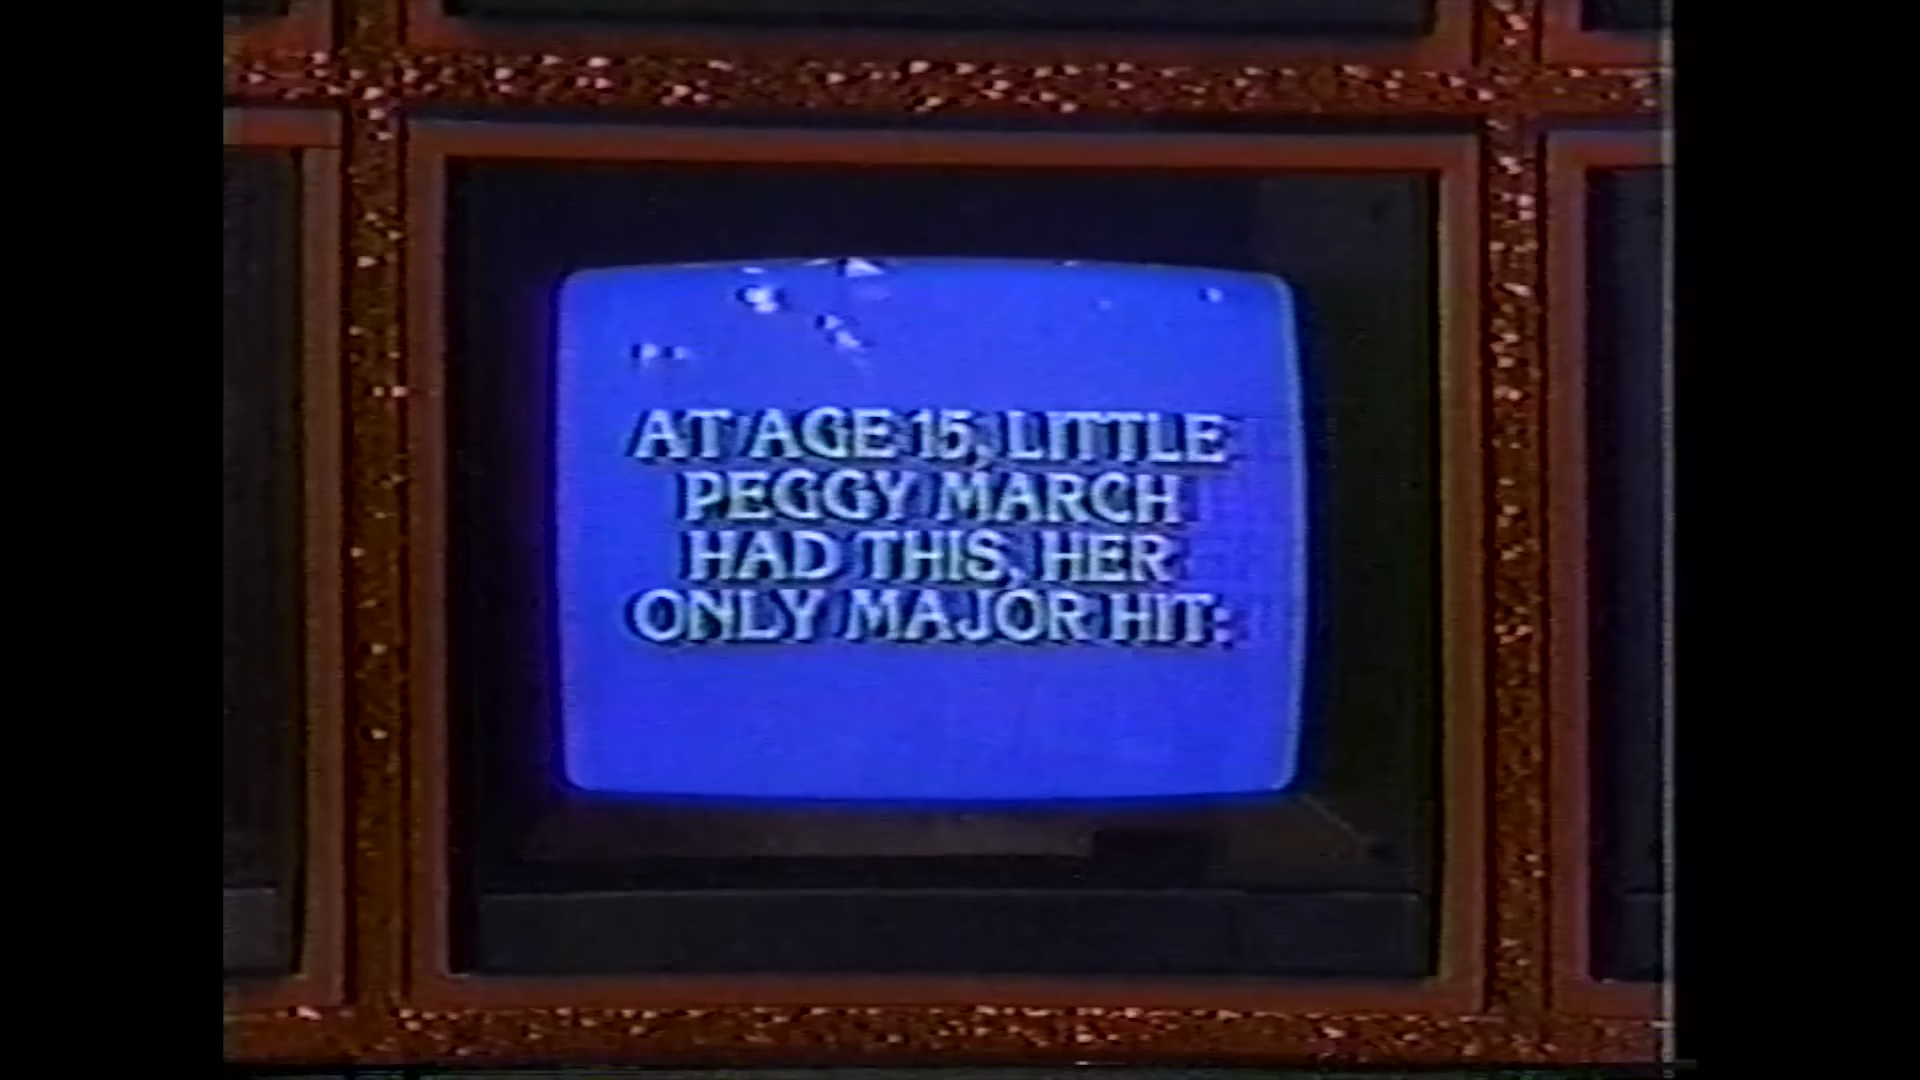 AT AGE 15, LITTLE
PEGGY MARCH
HAD THIS, HER
ONLY MAJOR HIT: